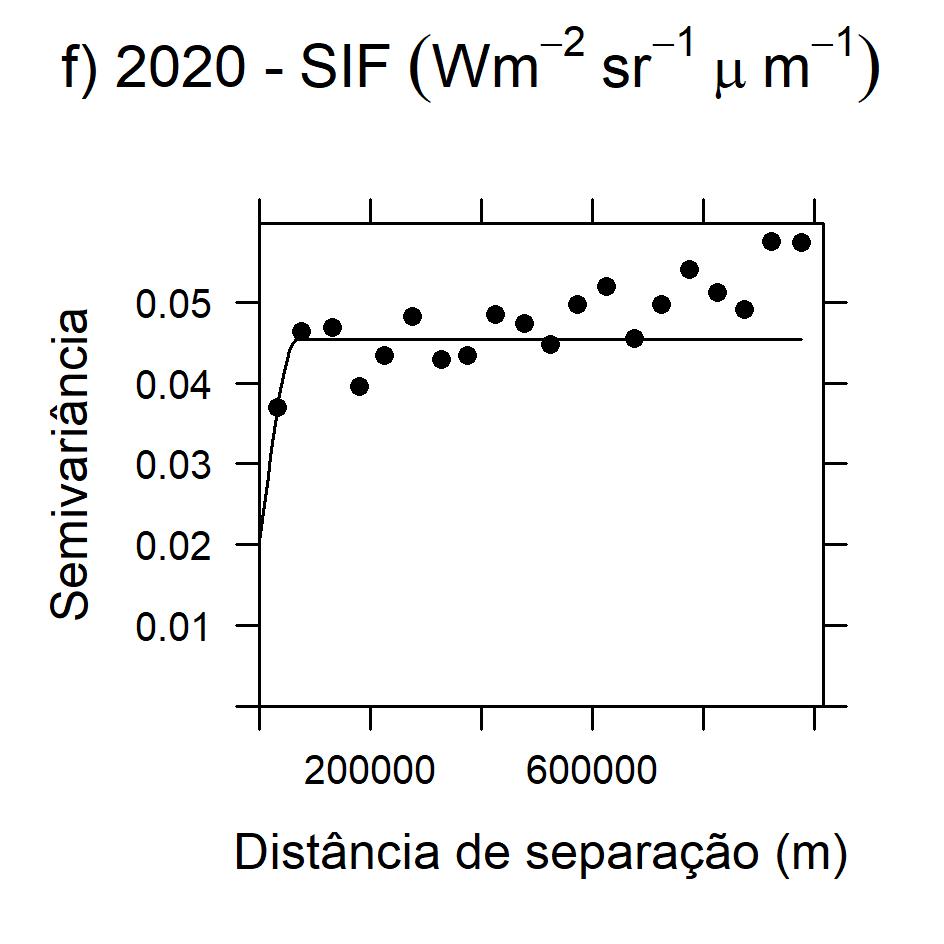 f) 2020 - SIF (Wm⁻² sr⁻¹ μ m⁻¹)
0.05
0.04
0.03
0.02
0.01
Semivariância
200000 600000
Distância de separação (m)